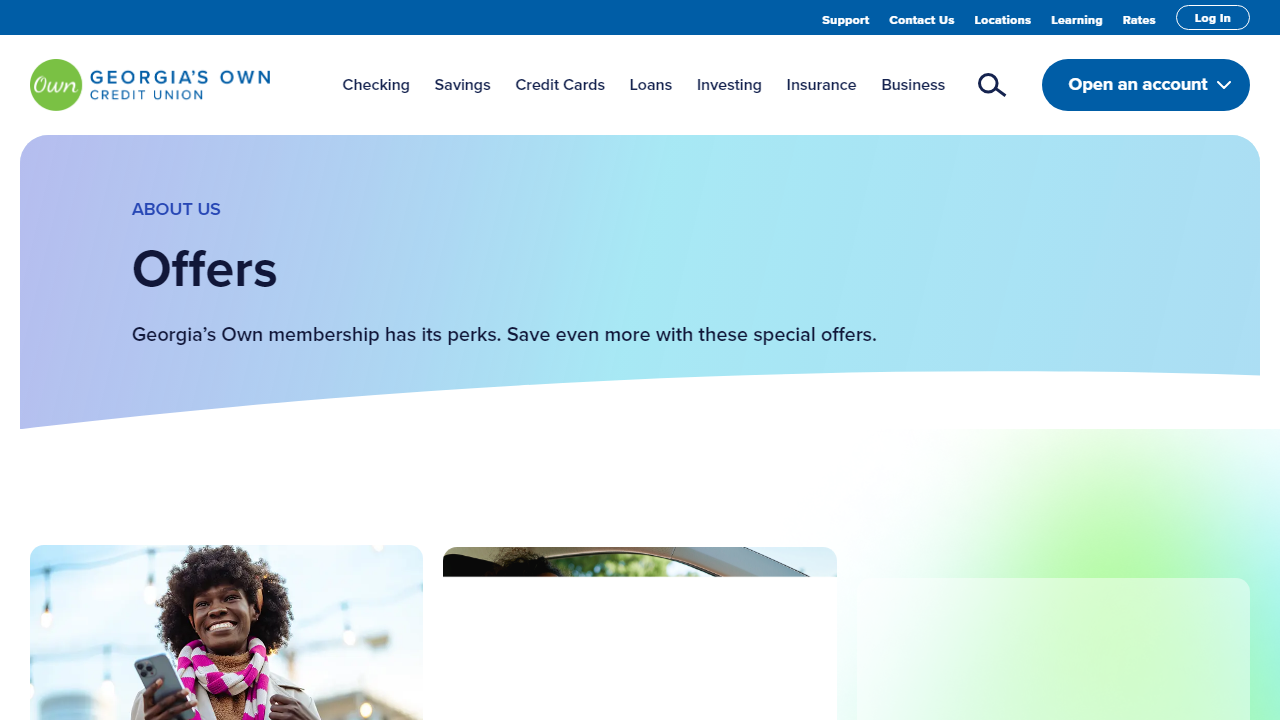 Support Contact Us Locations Learning Rates Log In
Own GEORGIA'S OWN
CREDIT UNION
Checking Savings Credit Cards Loans Investing Insurance Business Open an account
ABOUT US
Offers
Georgia’s Own membership has its perks. Save even more with these special offers.